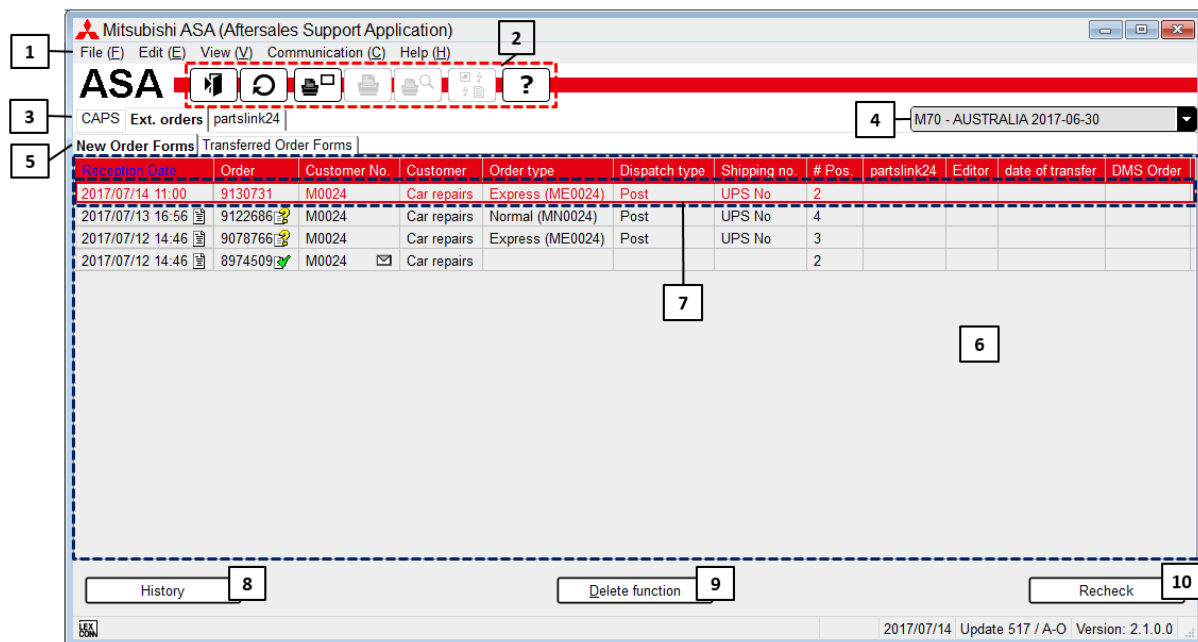 Mitsubishi ASA (Aftersales Support Application)
1
File (F) Edit (E) View (V) Communication (C) Help (H)
2
ASA
?
3
CAPS Ext. orders partslink24
4
M70 - AUSTRALIA 2017-06-30
5
New Order Forms Transferred Order Forms
Reception Date Order Customer No. Customer Order type Dispatch type Shipping no. # Pos. partslink24 Editor date of transfer DMS Order
2017/07/14 11:00 9130731 M0024 Car repairs Express (ME0024) Post UPS No 2
2017/07/13 16:56 9122686 M0024 Car repairs Normal (MN0024) Post UPS No 4
2017/07/12 14:46 9078766 M0024 Car repairs Express (ME0024) Post UPS No 3
2017/07/12 14:46 8974509 M0024 Car repairs 2
7
6
History 8 Delete function 9 Recheck 10
LEX
COM
2017/07/14 Update 517 / A-O Version: 2.1.0.0